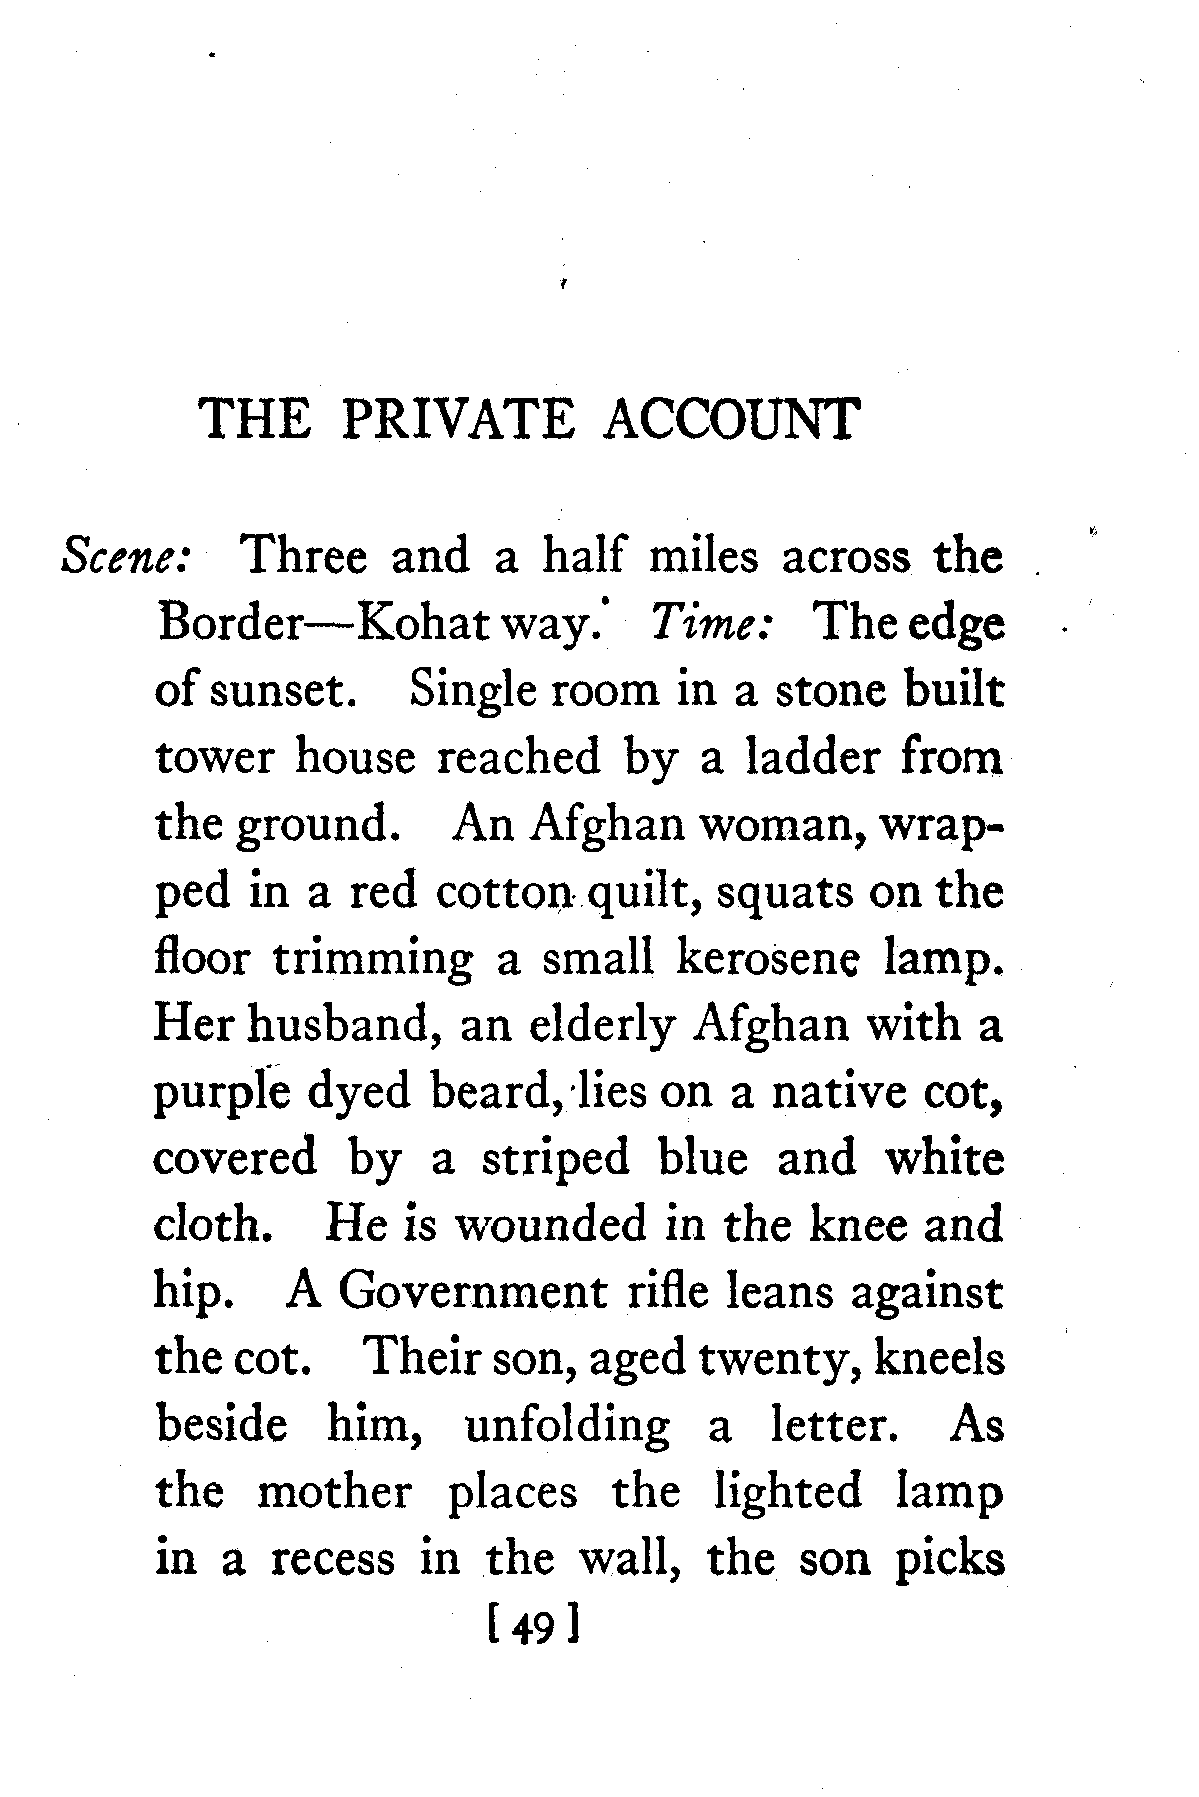 THE PRIVATE ACCOUNT
Scene: Three and a half miles across the
Border—Kohat way. Time: The edge
of sunset. Single room in a stone built
tower house reached by a ladder from
the ground. An Afghan woman, wrap-
ped in a red cotton quilt, squats on the
floor trimming a small kerosene lamp.
Her husband, an elderly Afghan with a
purple dyed beard, lies on a native cot,
covered by a striped blue and white
cloth. He is wounded in the knee and
hip. A Government rifle leans against
the cot. Their son, aged twenty, kneels
beside him, unfolding a letter. As
the mother places the lighted lamp
in a recess in the wall, the son picks
[ 49 ]